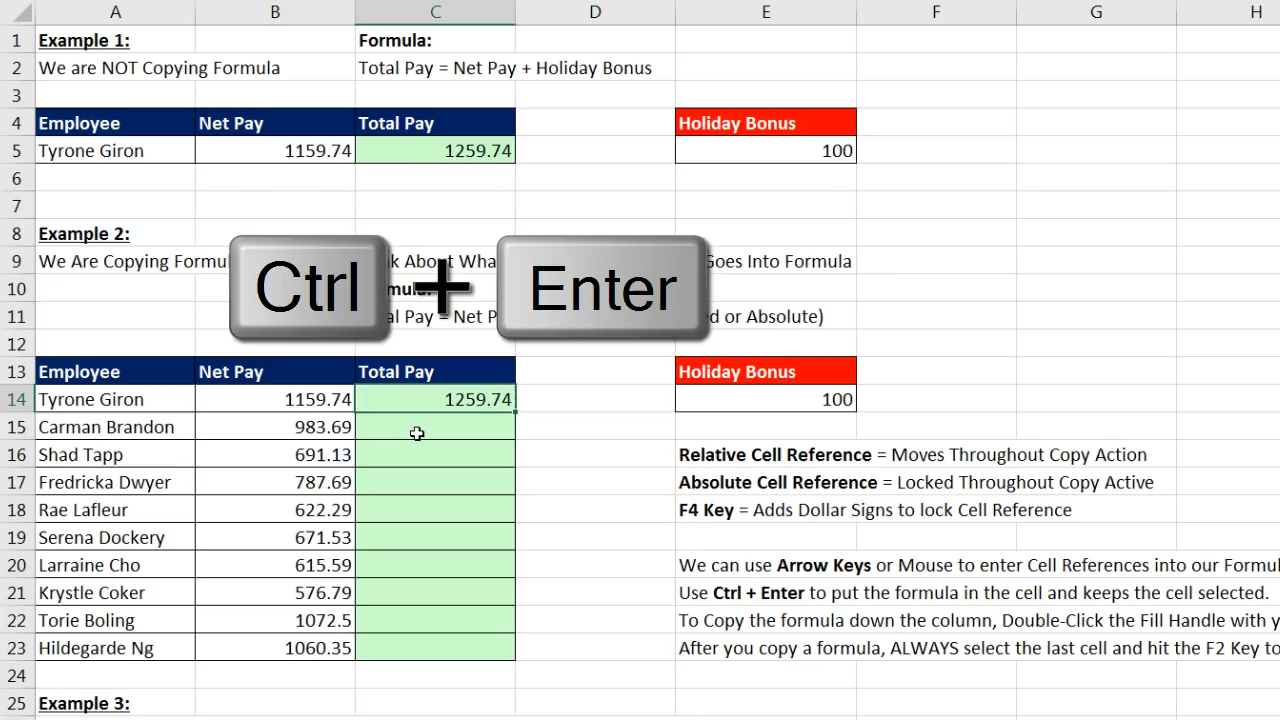 A B C D E F G H
1 Example 1: Formula:
2 We are NOT Copying Formula Total Pay = Net Pay + Holiday Bonus
3
4 Employee Net Pay Total Pay Holiday Bonus
5 Tyrone Giron 1159.74 1259.74 100
6
7
8 Example 2:
9 We Are Copying Goes Into Formula
Ctrl + Enter
10
11 Pay = Net or Absolute)
12
13 Employee Net Pay Total Pay Holiday Bonus
14 Tyrone Giron 1159.74 1259.74 100
15 Carman Brandon 983.69
16 Shad Tapp 691.13 Relative Cell Reference = Moves Throughout Copy Action
17 Fredricka Dwyer 787.69 Absolute Cell Reference = Locked Throughout Copy Active
18 Rae Lafleur 622.29 F4 Key = Adds Dollar Signs to lock Cell Reference
19 Serena Dockery 671.53
20 Larraine Cho 615.59 We can use Arrow Keys or Mouse to enter Cell References into our Formu
21 Krystle Coker 576.79 Use Ctrl + Enter to put the formula in the cell and keeps the cell selected.
22 Torie Boling 1072.5 To Copy the formula down the column, Double-Click the Fill Handle with y
23 Hildegarde Ng 1060.35 After you copy a formula, ALWAYS select the last cell and hit the F2 Key to
24
25 Example 3: